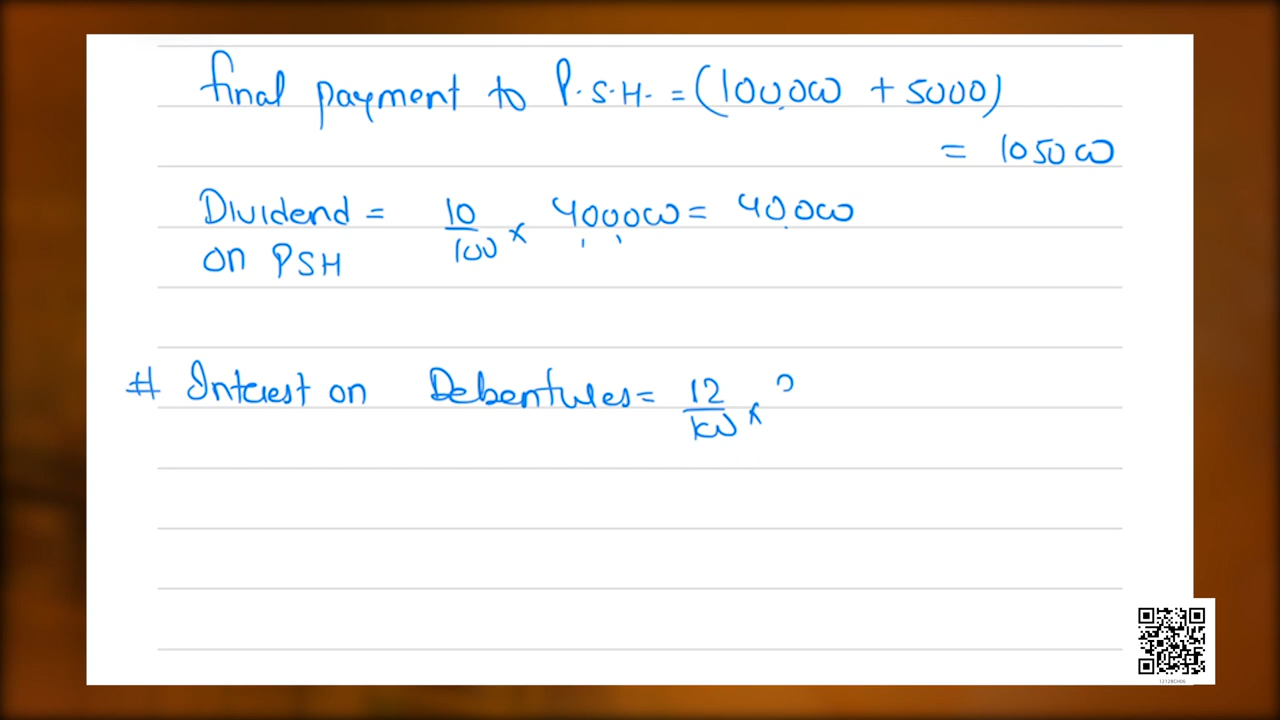 final payment to P.S.H. = (100,000 + 5000)
= 105000
Dividend = 10/100 × 400000 = 40,000
on PSH
# Interest on Debentures = 12/100 ×
12128CH06